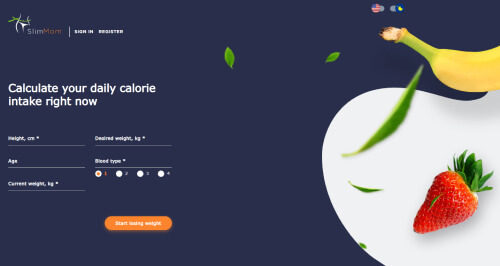 SlimMom
SIGN IN REGISTER
Calculate your daily calorie
intake right now
Height, cm *
Desired weight, kg *
Age
Blood type *
1 2 3 4
Current weight, kg *
Start losing weight